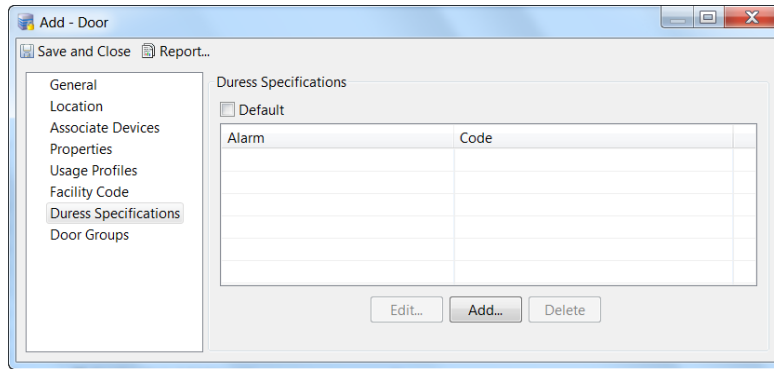 Add - Door
Save and Close Report...
General
Location
Associate Devices
Properties
Usage Profiles
Facility Code
Duress Specifications
Door Groups
Duress Specifications
Default
Alarm Code
Edit... Add... Delete